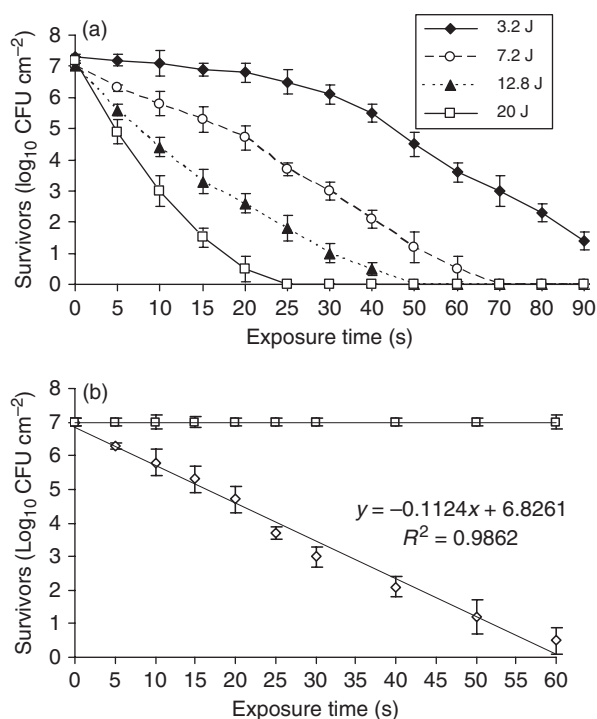 (a)
3.2 J
7.2 J
12.8 J
20 J
8
7
6
5
4
3
2
1
0
Survivors (log10 CFU cm−2)
0 5 10 15 20 25 30 40 50 60 70 80 90
Exposure time (s)
(b)
8
7
6
5
4
3
2
1
0
Survivors (Log10 CFU cm−2)
y = −0.1124x + 6.8261
R2 = 0.9862
0 5 10 15 20 25 30 35 40 45 50 55 60
Exposure time (s)